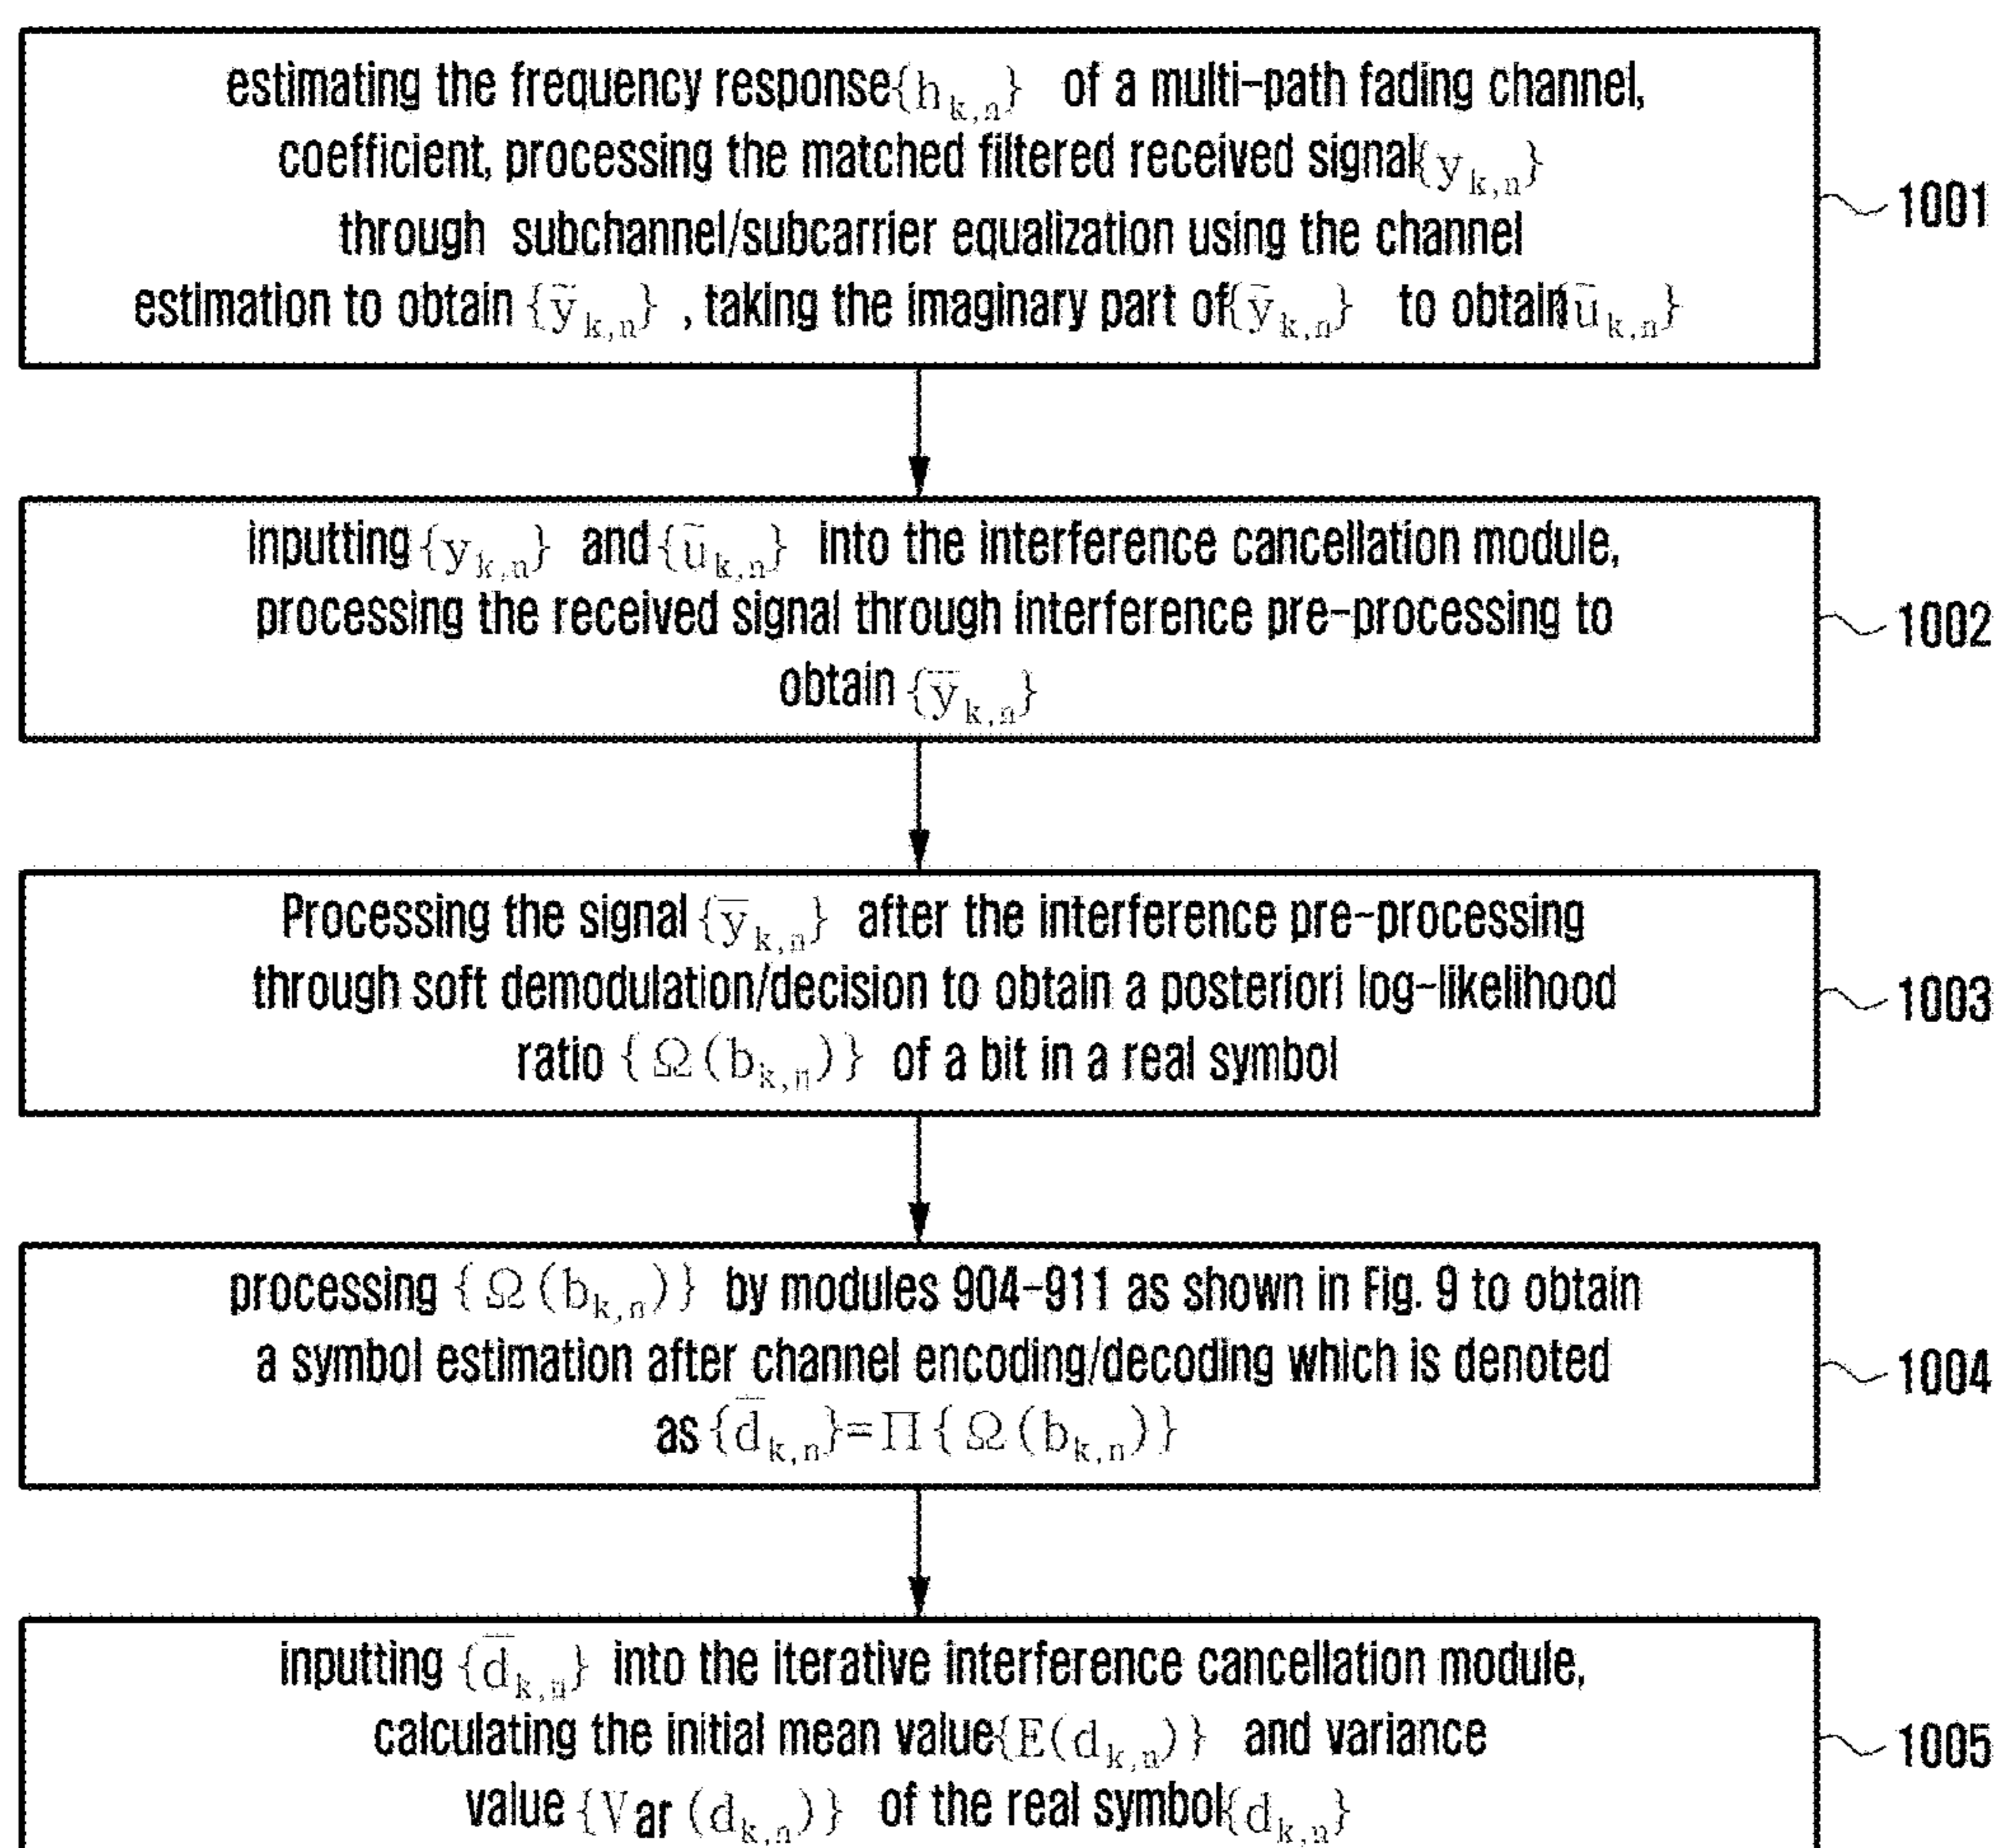 estimating the frequency response{h_{k,n}} of a multi-path fading channel,
coefficient, processing the matched filtered received signal{y_{k,n}}
through subchannel/subcarrier equalization using the channel
estimation to obtain {ỹ_{k,n}} , taking the imaginary part of{ỹ_{k,n}} to obtain{ũ_{k,n}}
1001
inputting {y_{k,n}} and {ũ_{k,n}} into the interference cancellation module,
processing the received signal through interference pre-processing to
obtain {ȳ_{k,n}}
1002
Processing the signal {ȳ_{k,n}} after the interference pre-processing
through soft demodulation/decision to obtain a posteriori log-likelihood
ratio {Ω(b_{k,n})} of a bit in a real symbol
1003
processing {Ω(b_{k,n})} by modules 904-911 as shown in Fig. 9 to obtain
a symbol estimation after channel encoding/decoding which is denoted
as {d̄_{k,n}}=Π{Ω(b_{k,n})}
1004
inputting {d̄_{k,n}} into the iterative interference cancellation module,
calculating the initial mean value{E(d_{k,n})} and variance
value {Var(d_{k,n})} of the real symbol{d_{k,n}}
1005